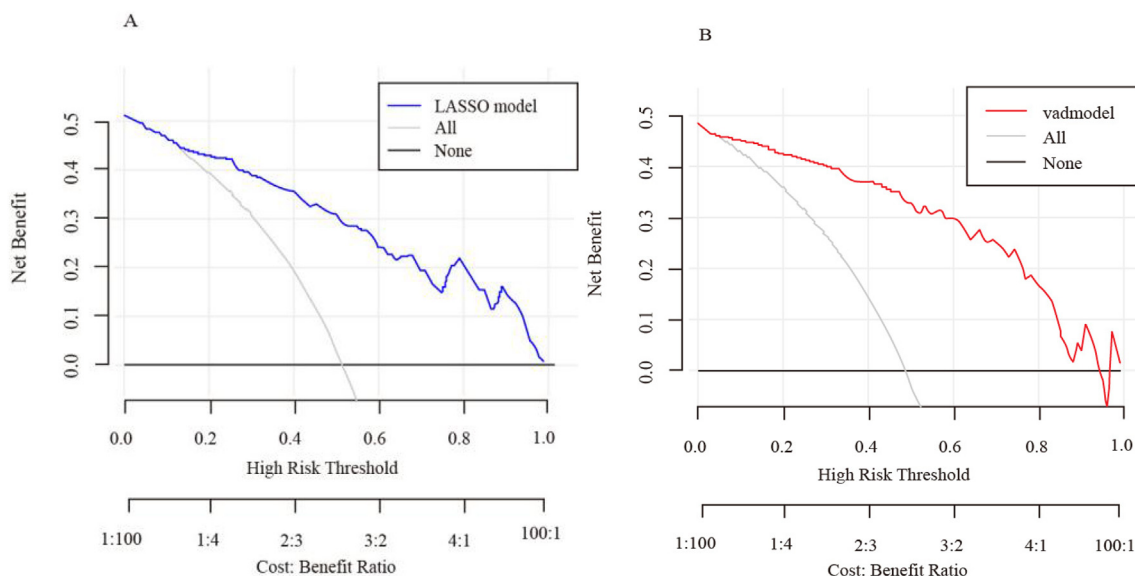 A
LASSO model
All
None
Net Benefit
0.5
0.4
0.3
0.2
0.1
0.0
0.0 0.2 0.4 0.6 0.8 1.0
High Risk Threshold
1:100 1:4 2:3 3:2 4:1 100:1
Cost: Benefit Ratio
B
vadmodel
All
None
Net Benefit
0.5
0.4
0.3
0.2
0.1
0.0
0.0 0.2 0.4 0.6 0.8 1.0
High Risk Threshold
1:100 1:4 2:3 3:2 4:1 100:1
Cost: Benefit Ratio